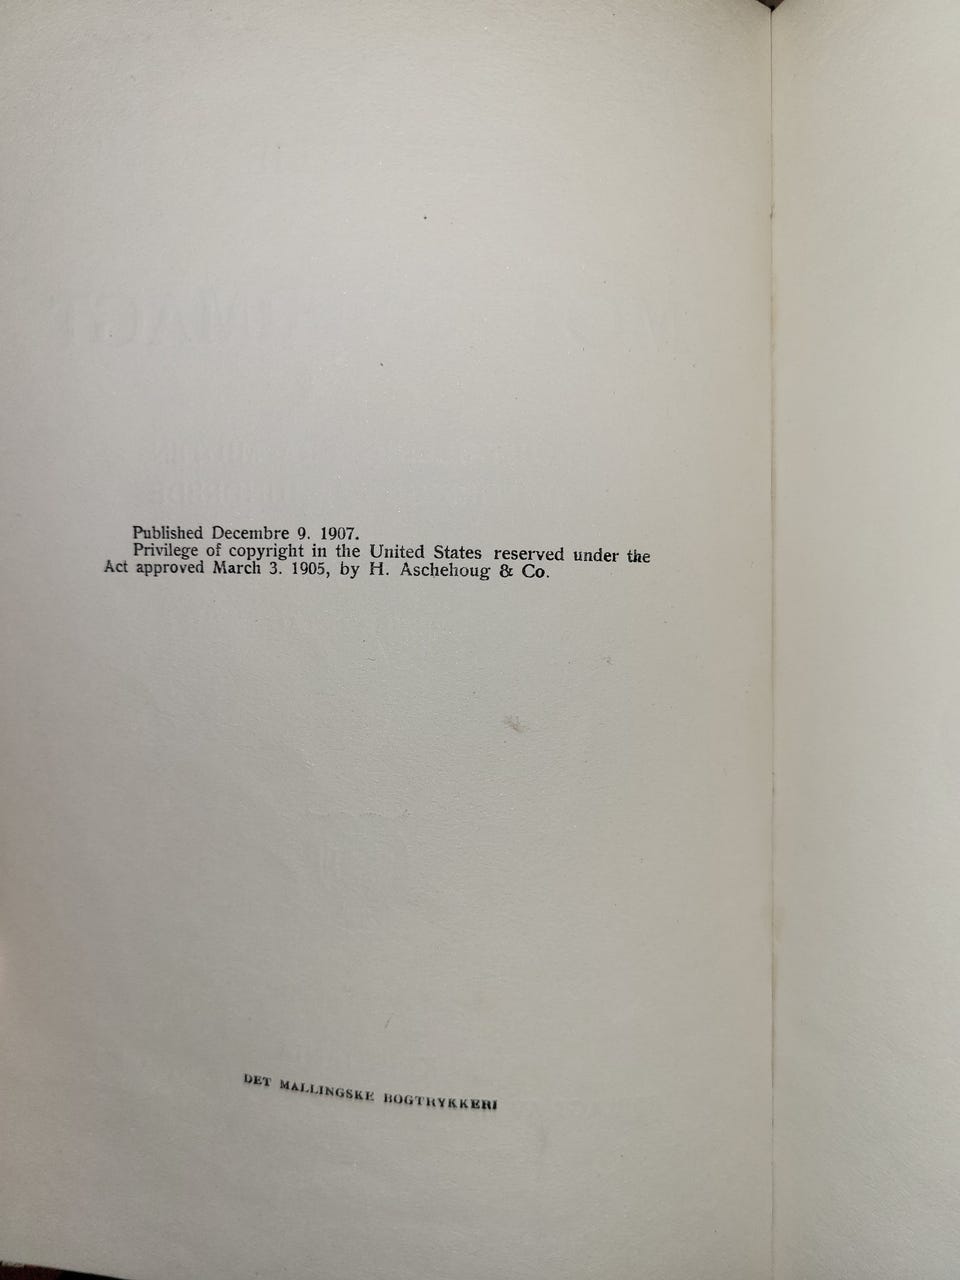 Published Decembre 9. 1907.
Privilege of copyright in the United States reserved under the
Act approved March 3. 1905, by H. Aschehoug & Co.
DET MALLINGSKE BOGTRYKKERI